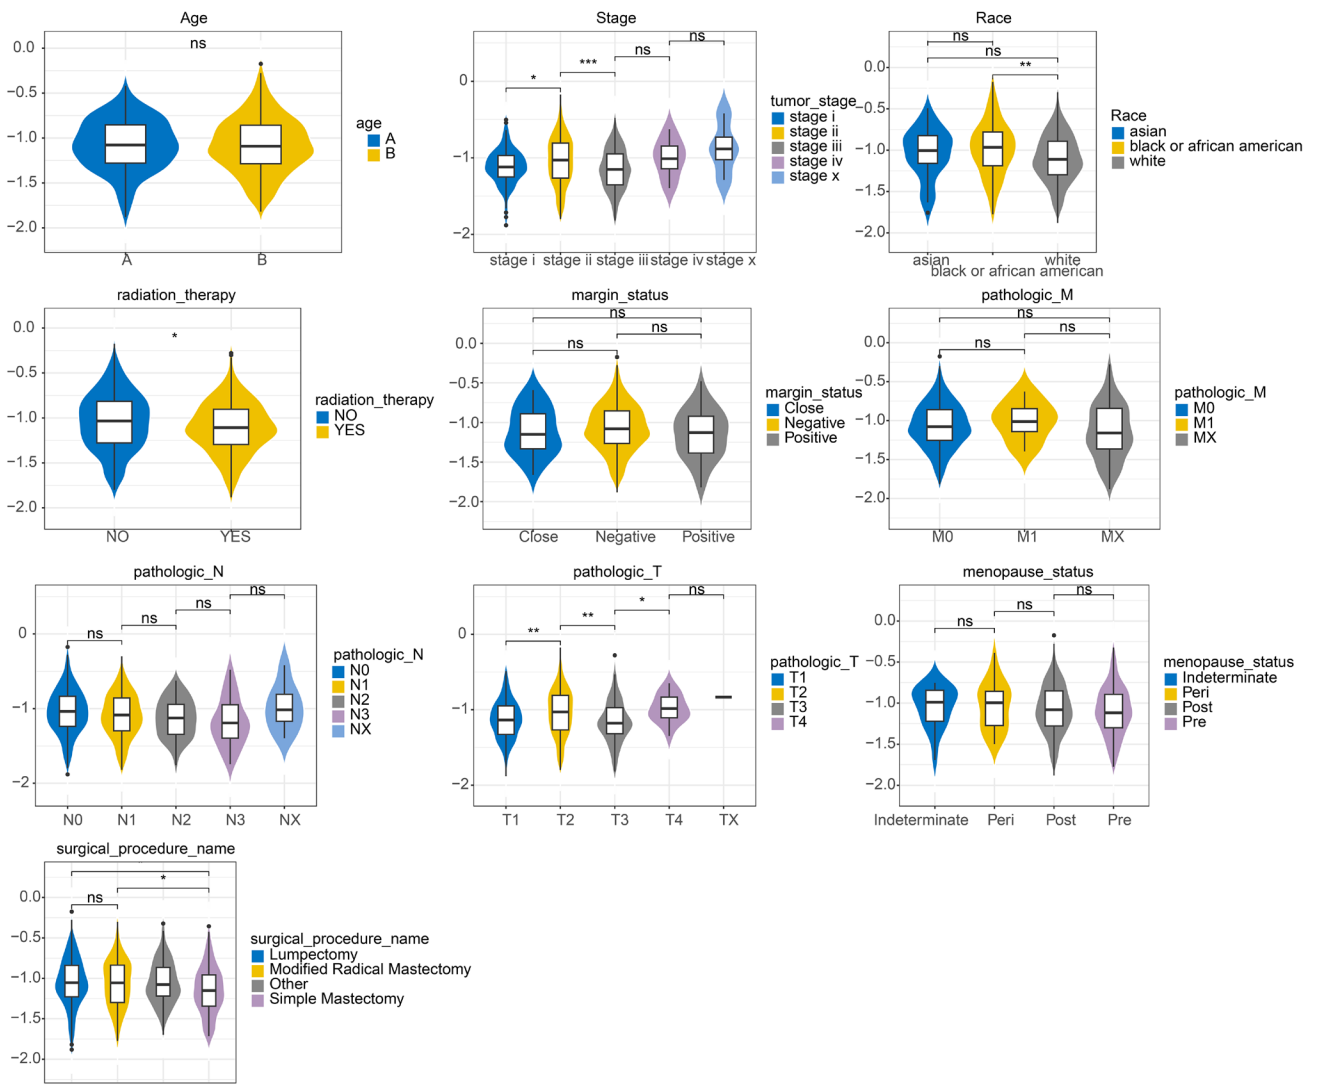 Age
ns
0.0
−0.5
−1.0
−1.5
−2.0
A
B
age
A
B
Stage
*
***
ns
ns
0
−1
−2
stage i
stage ii
stage iii
stage iv
stage x
tumor_stage
stage i
stage ii
stage iii
stage iv
stage x
Race
ns
ns
**
0.0
−0.5
−1.0
−1.5
−2.0
asian
black or african american
white
Race
asian
black or african american
white
radiation_therapy
*
0.0
−0.5
−1.0
−1.5
−2.0
NO
YES
radiation_therapy
NO
YES
margin_status
ns
ns
ns
0.0
−0.5
−1.0
−1.5
−2.0
Close
Negative
Positive
margin_status
Close
Negative
Positive
pathologic_M
ns
ns
ns
0.0
−0.5
−1.0
−1.5
−2.0
M0
M1
MX
pathologic_M
M0
M1
MX
pathologic_N
ns
ns
ns
ns
0
−1
−2
N0
N1
N2
N3
NX
pathologic_N
N0
N1
N2
N3
NX
pathologic_T
**
**
*
ns
0
−1
−2
T1
T2
T3
T4
TX
pathologic_T
T1
T2
T3
T4
menopause_status
ns
ns
ns
0.0
−0.5
−1.0
−1.5
−2.0
Indeterminate
Peri
Post
Pre
menopause_status
Indeterminate
Peri
Post
Pre
surgical_procedure_name
*
ns
0.0
−0.5
−1.0
−1.5
−2.0
surgical_procedure_name
Lumpectomy
Modified Radical Mastectomy
Other
Simple Mastectomy